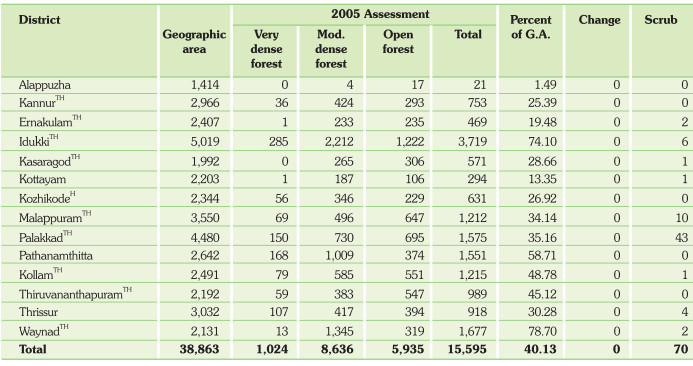 District Geographic area 2005 Assessment Percent of G.A. Change Scrub
Very dense forest Mod. dense forest Open forest Total
Alappuzha 1,414 0 4 17 21 1.49 0 0
Kannur TH 2,966 36 424 293 753 25.39 0 0
Ernakulam TH 2,407 1 233 235 469 19.48 0 2
Idukki TH 5,019 285 2,212 1,222 3,719 74.10 0 6
Kasaragod TH 1,992 0 265 306 571 28.66 0 1
Kottayam 2,203 1 187 106 294 13.35 0 1
Kozhikode H 2,344 56 346 229 631 26.92 0 0
Malappuram TH 3,550 69 496 647 1,212 34.14 0 10
Palakkad TH 4,480 150 730 695 1,575 35.16 0 43
Pathanamthitta 2,642 168 1,009 374 1,551 58.71 0 0
Kollam TH 2,491 79 585 551 1,215 48.78 0 1
Thiruvananthapuram TH 2,192 59 383 547 989 45.12 0 0
Thrissur 3,032 107 417 394 918 30.28 0 4
Waynad TH 2,131 13 1,345 319 1,677 78.70 0 2
Total 38,863 1,024 8,636 5,935 15,595 40.13 0 70